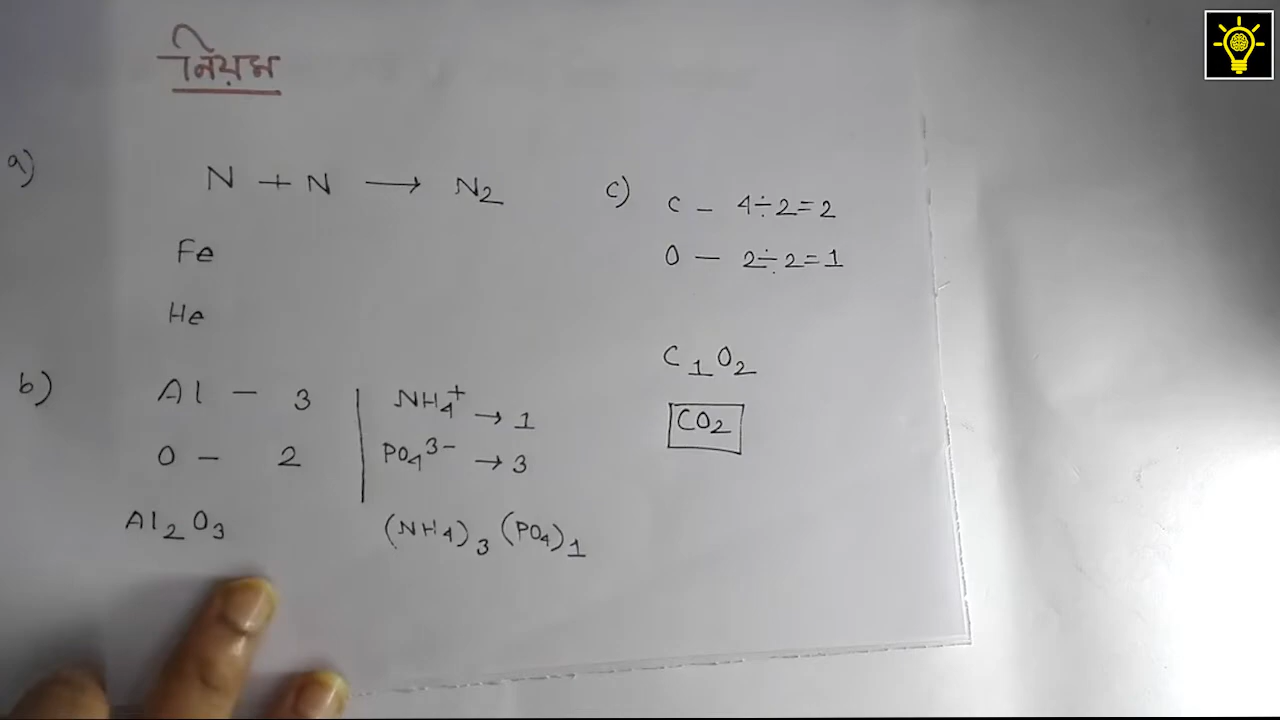 নিয়ম
a)
N + N → N2
Fe
He
b)
Al - 3
O - 2
Al2O3
NH4+ → 1
PO4 3- → 3
(NH4)3 (PO4)1
c)
C - 4÷2=2
O - 2÷2=1
C1O2
CO2